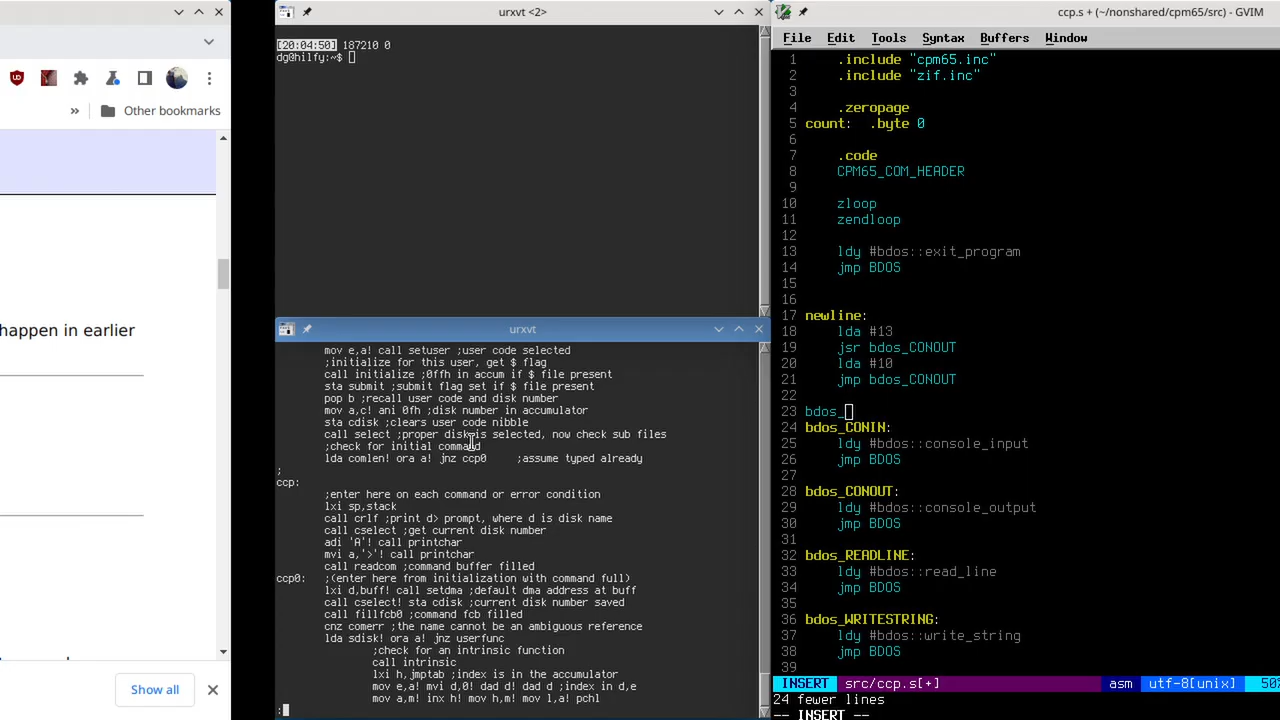 Other bookmarks
happen in earlier
Show all
urxvt <2>
[20:04:50] 187210 0
dg@hilfy:~$
urxvt
mov e,a! call setuser ;user code selected
;initialize for this user, get $ flag
call initialize ;0ffh in accum if $ file present
sta submit ;submit flag set if $ file present
pop b ;recall user code and disk number
mov a,c! ani 0fh ;disk number in accumulator
sta cdisk ;clears user code nibble
call select ;proper disk is selected, now check sub files
;check for initial command
lda comlen! ora a! jnz ccp0 ;assume typed already
;
ccp:
;enter here on each command or error condition
lxi sp,stack
call crlf ;print d> prompt, where d is disk name
call cselect ;get current disk number
adi 'A'! call printchar
mvi a,'>'! call printchar
call readcom ;command buffer filled
ccp0: ;(enter here from initialization with command full)
lxi d,buff! call setdma ;default dma address at buff
call cselect! sta cdisk ;current disk number saved
call fillfcb0 ;command fcb filled
cnz comerr ;the name cannot be an ambiguous reference
lda sdisk! ora a! jnz userfunc
;check for an intrinsic function
call intrinsic
lxi h,jmptab ;index is in the accumulator
mov e,a! mvi d,0! dad d! dad d ;index in d,e
mov a,m! inx h! mov h,m! mov l,a! pchl
:
ccp.s + (~/nonshared/cpm65/src) - GVIM
File Edit Tools Syntax Buffers Window
1 .include "cpm65.inc"
2 .include "zif.inc"
3
4 .zeropage
5 count: .byte 0
6
7 .code
8 CPM65_COM_HEADER
9
10 zloop
11 zendloop
12
13 ldy #bdos::exit_program
14 jmp BDOS
15
16
17 newline:
18 lda #13
19 jsr bdos_CONOUT
20 lda #10
21 jmp bdos_CONOUT
22
23 bdos_
24 bdos_CONIN:
25 ldy #bdos::console_input
26 jmp BDOS
27
28 bdos_CONOUT:
29 ldy #bdos::console_output
30 jmp BDOS
31
32 bdos_READLINE:
33 ldy #bdos::read_line
34 jmp BDOS
35
36 bdos_WRITESTRING:
37 ldy #bdos::write_string
38 jmp BDOS
39
INSERT src/ccp.s[+] asm utf-8[unix] 50%
24 fewer lines
-- INSERT --